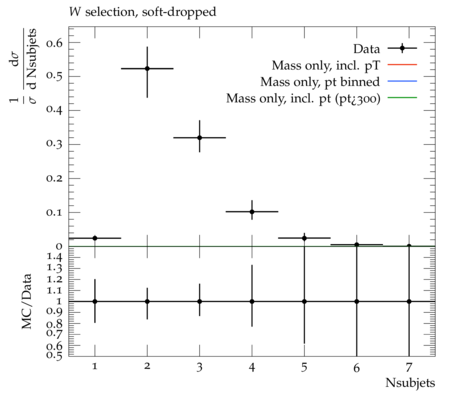 W selection, soft-dropped
1/σ dσ/d Nsubjets
Data
Mass only, incl. pT
Mass only, pt binned
Mass only, incl. pt (pt¿300)
0.6
0.5
0.4
0.3
0.2
0.1
0
MC/Data
1.4
1.3
1.2
1.1
1
0.9
0.8
0.7
0.6
0.5
1 2 3 4 5 6 7
Nsubjets